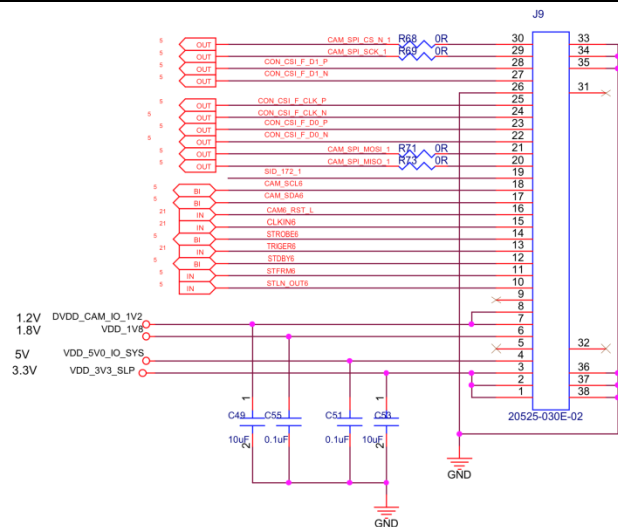 J9
5 OUT CAM_SPI_CS_N_1 R68 0R 30 33
5 OUT CAM_SPI_SCK_1 R69 0R 29 34
5 OUT CON_CSI_F_D1_P 28 35
5 OUT CON_CSI_F_D1_N 27
26 31
5 OUT CON_CSI_F_CLK_P 25
5 OUT CON_CSI_F_CLK_N 24
5 OUT CON_CSI_F_D0_P 23
5 OUT CON_CSI_F_D0_N 22
5 OUT CAM_SPI_MOSI_1 R71 0R 21
5 OUT CAM_SPI_MISO_1 R73 0R 20
SID_172_1 19
5 BI CAM_SCL6 18
5 BI CAM_SDA6 17
21 IN CAM6_RST_L 16
21 IN CLKIN6 15
5 BI STROBE6 14
21 IN TRIGER6 13
5 BI STDBY6 12
5 IN STFRM6 11
5 IN STLN_OUT6 10
9
8
1.2V DVDD_CAM_IO_1V2 7
1.8V VDD_1V8 6
5 32
5V VDD_5V0_IO_SYS 4
3.3V VDD_3V3_SLP 3 36
2 37
1 38
20525-030E-02
1 1
C49 C55 C51 C53
10uF 0.1uF 0.1uF 10uF
2 2
GND
GND